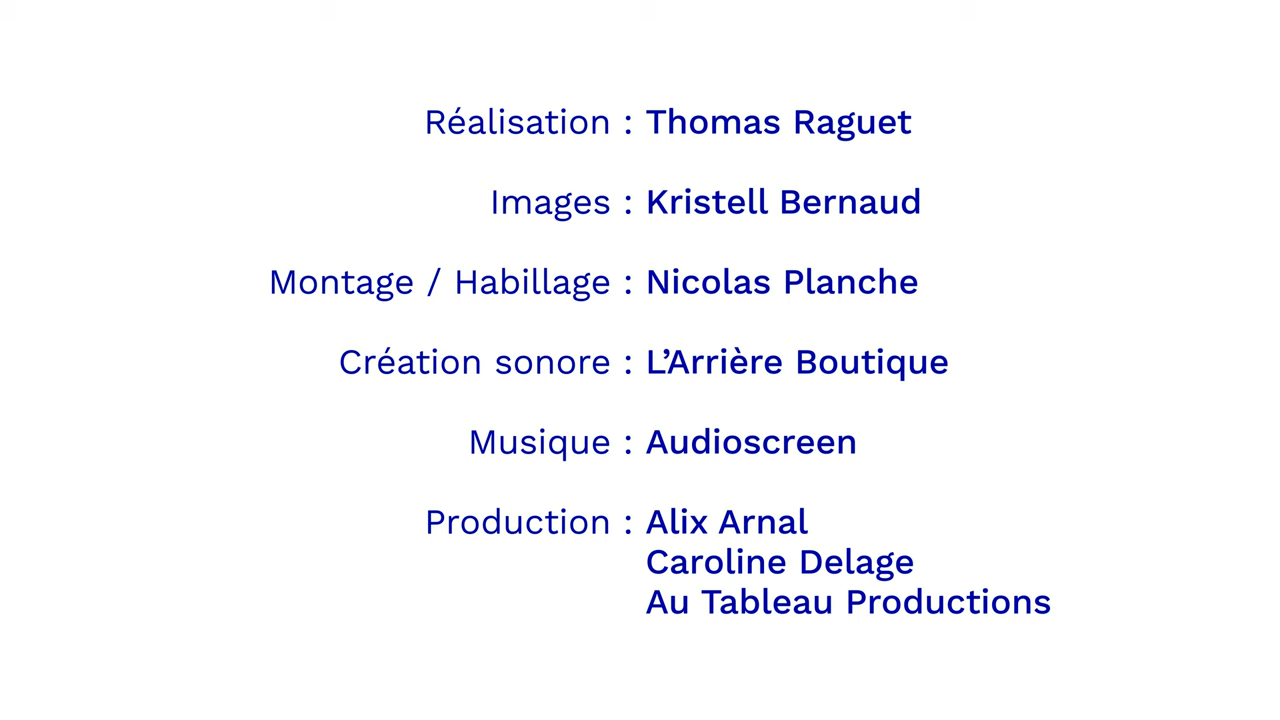 Réalisation : Thomas Raguet
Images : Kristell Bernaud
Montage / Habillage : Nicolas Planche
Création sonore : L’Arrière Boutique
Musique : Audioscreen
Production : Alix Arnal
Caroline Delage
Au Tableau Productions